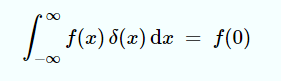 ∫_{-∞}^{∞} f(x) δ(x) dx = f(0)